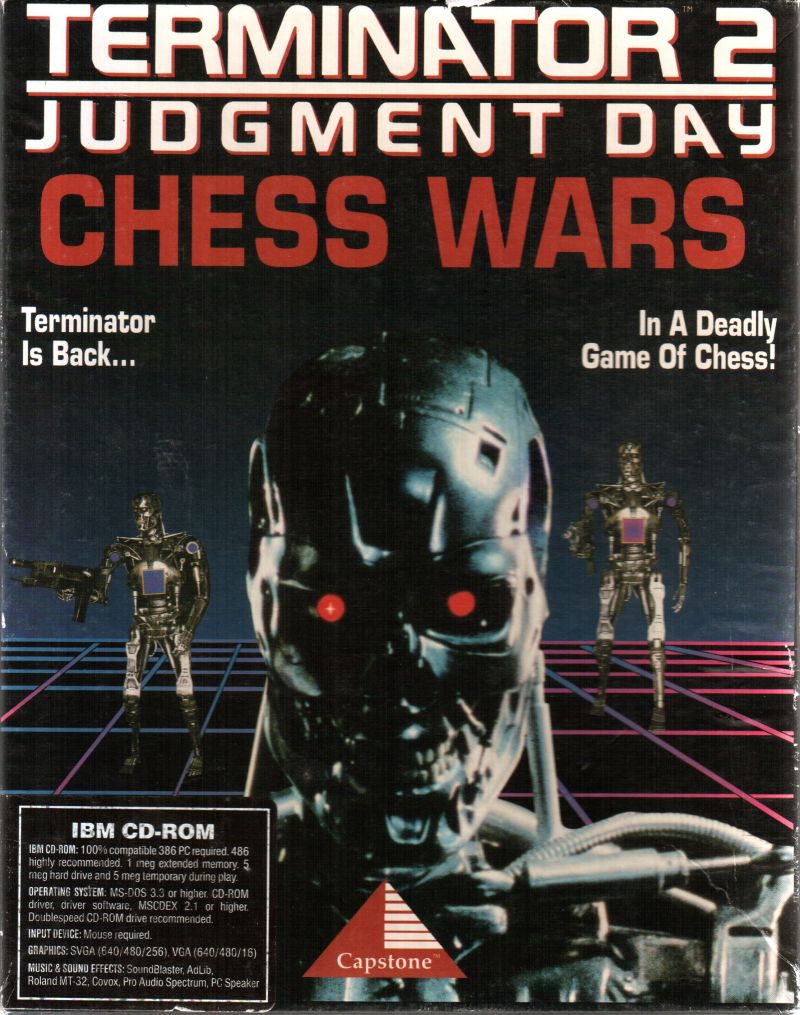 TERMINATOR 2 ™
JUDGMENT DAY
CHESS WARS
Terminator
Is Back...
In A Deadly
Game Of Chess!
IBM CD-ROM
IBM CD-ROM: 100% compatible 386 PC required. 486
highly recommended. 1 meg extended memory. 5
meg hard drive and 5 meg temporary during play.
OPERATING SYSTEM: MS-DOS 3.3 or higher. CD-ROM
driver, driver software, MSCDEX 2.1 or higher.
Doublespeed CD-ROM drive recommended.
INPUT DEVICE: Mouse required.
GRAPHICS: SVGA (640/480/256), VGA (640/480/16)
MUSIC & SOUND EFFECTS: SoundBlaster, AdLib,
Roland MT-32, Covox, Pro Audio Spectrum, PC Speaker
Capstone™